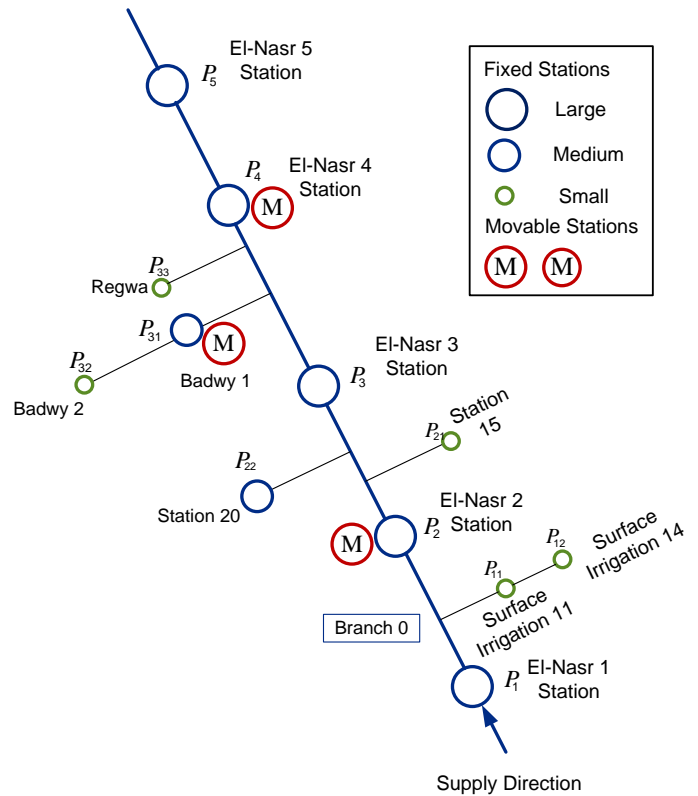 El-Nasr 5
Station
P5
El-Nasr 4
Station
P4
M
P33
Regwa
P31
M
Badwy 1
P32
Badwy 2
El-Nasr 3
Station
P3
Station
15
P21
P22
Station 20
El-Nasr 2
Station
P2
M
P12
P11
Surface
Irrigation 14
Surface
Irrigation 11
Branch 0
El-Nasr 1
Station
P1
Supply Direction
Fixed Stations
Large
Medium
Small
Movable Stations
M M